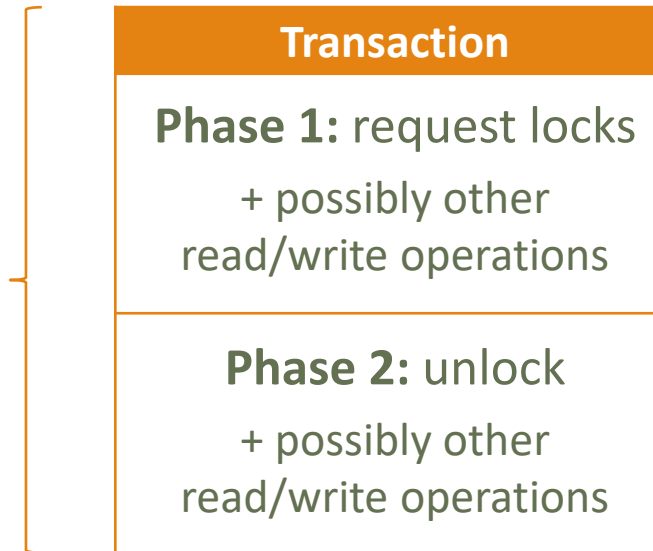 Transaction
Phase 1: request locks
+ possibly other
read/write operations
Phase 2: unlock
+ possibly other
read/write operations